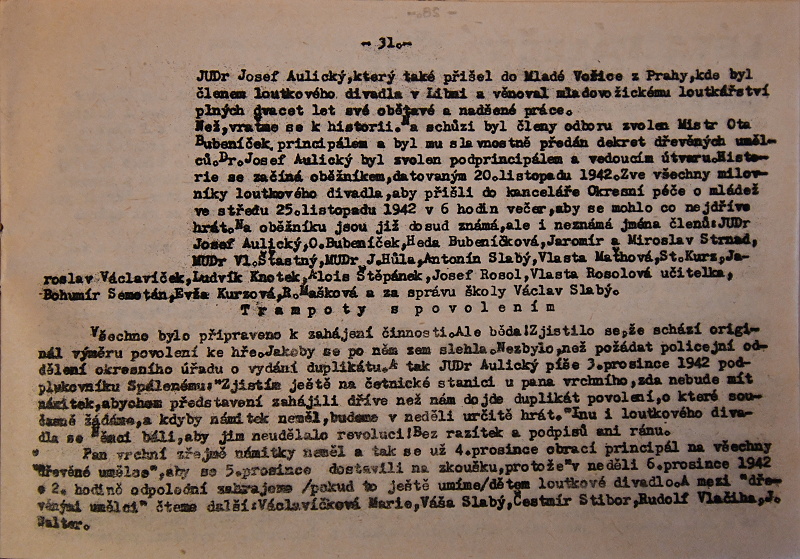 - 31.-
JUDr Josef Aulický,který také přišel do Mladé Vožice z Prahy,kde byl
členem loutkového divadla v Libni a věnoval mladovožickému loutkářství
plných dvacet let své obětavé a nadšené práce.
Než,vraťme se k historii.Na schůzi byl členy odboru zvolen Mistr Ota
Bubeníček principálem a byl mu slavnostně předán dekret dřevěných uměl-
ců.Dr.Josef Aulický byl zvolen podprincipálem a vedoucím útvaru.Histo-
rie se začíná oběžníkem,datovaným 20.listopadu 1942.Zve všechny milov-
níky loutkového divadla,aby přišli do kanceláře Okresní péče o mládež
ve středu 25.listopadu 1942 v 6 hodin večer,aby se mohlo co nejdříve
hrát.Na oběžníku jsou již dosud známá,ale i neznámá jména členů:JUDr
Josef Aulický,O.Bubeníček,Heda Bubeníčková,Jaromír a Miroslav Strnad,
MUDr Vl.Šťastný,MUDr J.Hůla,Antonín Slabý,Vlasta Maťhová,St.Kurz,Ja-
roslav Václavíček,Ludvík Knotek,Alois Štěpánek,Josef Rosol,Vlasta Rosolová učitelka,
Bohumír Semetán,Evža Kurzová,R.Mašková a za správu školy Václav Slabý.
Trampoty s povolením
Všechno bylo připraveno k zahájení činnosti.Ale běda!Zjistilo se,že schází origi-
nál výměru povolení ke hře.Jakoby se po něm zem slehla.Nezbylo,než požádat policejní od-
dělení okresního úřadu o vydání duplikátu.A tak JUDr Aulický píše 3.prosince 1942 pod-
plukovníku Spálenému:"Zjistím ještě na četnické stanici u pana vrchního,zda nebude mít
námitek,abychom představení zahájili dříve než nám dojde duplikát povolení,o které sou-
časně žádáme,a kdyby námitek neměl,budeme v neděli určitě hrát."Inu i loutkového diva-
dla se Němci báli,aby jim neudělalo revoluci!Bez razítek a podpisů ani ránu.
Pan vrchní zřejmě námitky neměl a tak se už 4.prosince obrací principál na všechny
"dřevěné umělce",aby se 5.prosince dostavili na zkoušku,protože"v neděli 6.prosince 1942
o 2. hodině odpolední zahrajeme /pokud to ještě umíme/dětem loutkové divadlo.A mezi "dře-
věnými umělci" čteme další:Václavíčková Marie,Váša Slabý,Čestmír Stibor,Rudolf Vlačiha,J.
Walter.